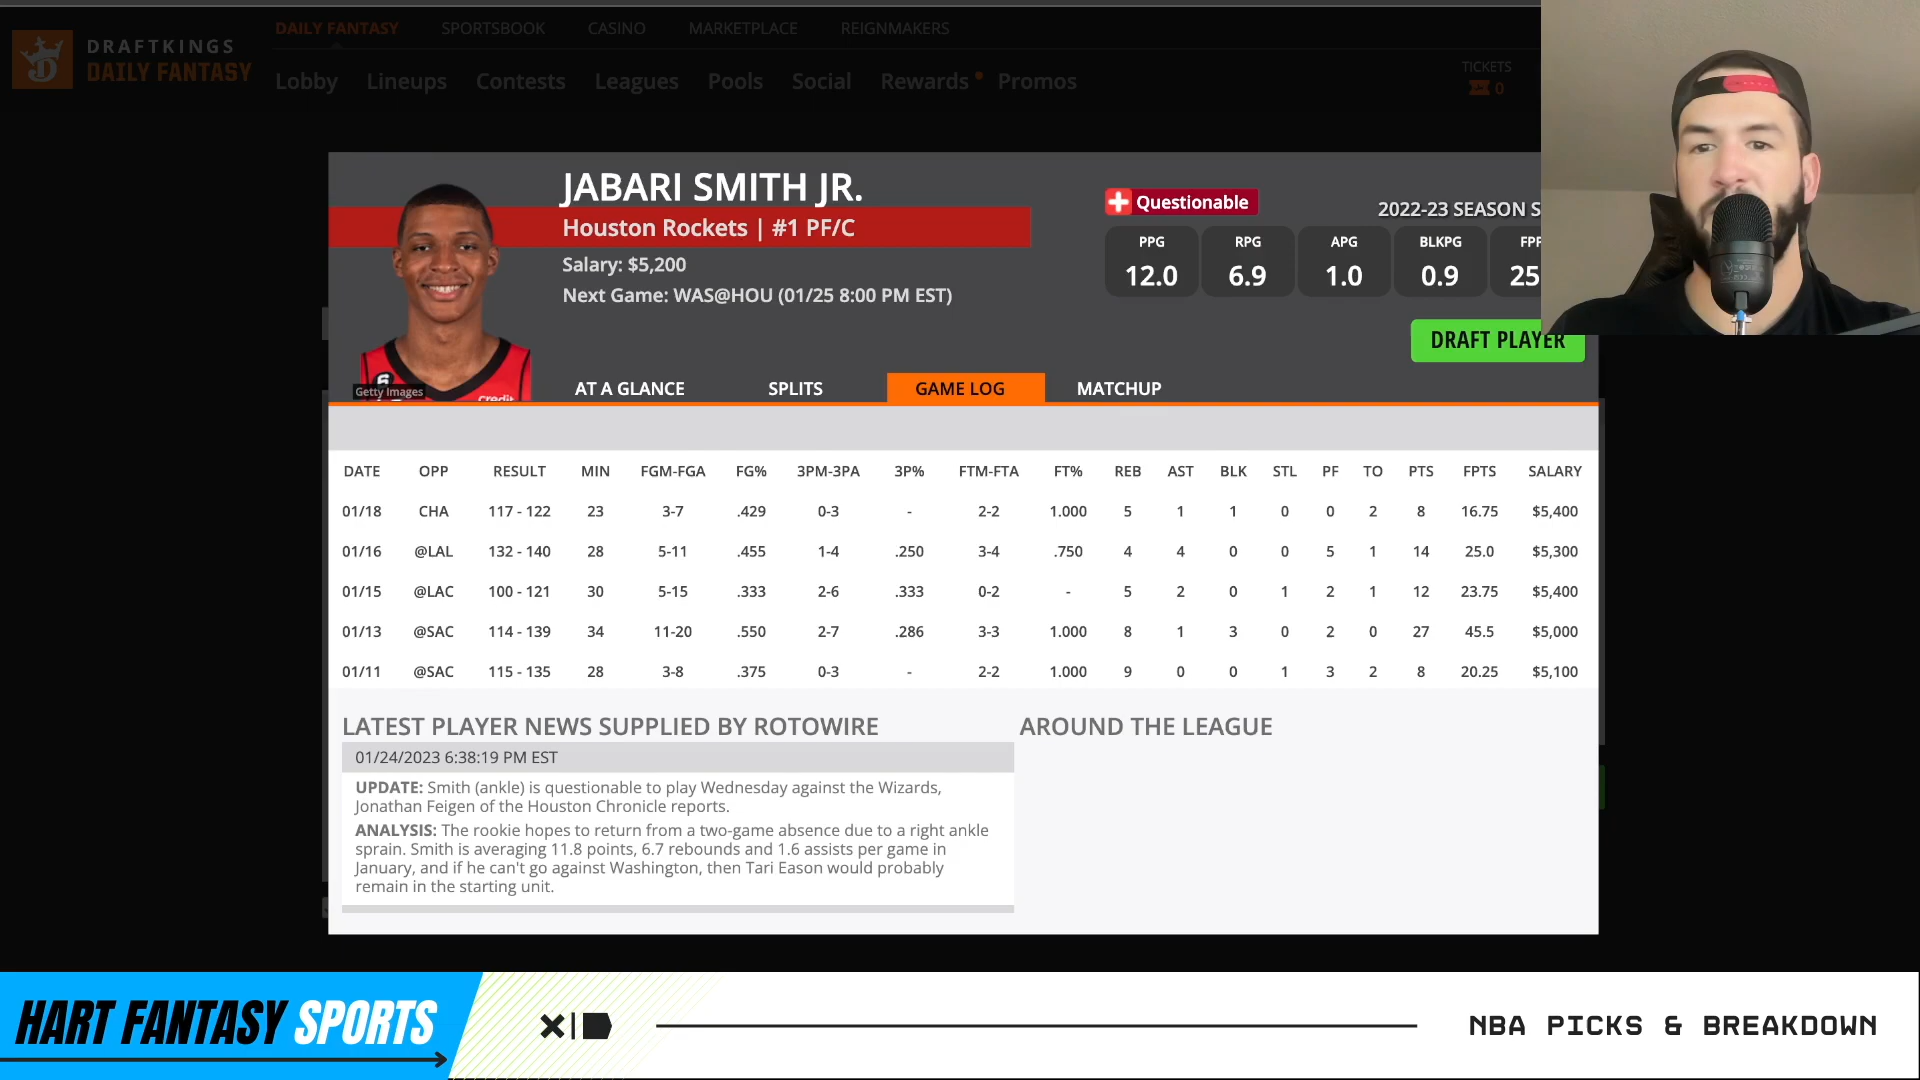 DAILY FANTASY SPORTSBOOK CASINO MARKETPLACE REIGNMAKERS
DRAFTKINGS
DAILY FANTASY
Lobby Lineups Contests Leagues Pools Social Rewards Promos
TICKETS
0
JABARI SMITH JR.
Houston Rockets | #1 PF/C
Salary: $5,200
Next Game: WAS@HOU (01/25 8:00 PM EST)
Questionable
2022-23 SEASON S
PPG RPG APG BLKPG FPP
12.0 6.9 1.0 0.9 25
DRAFT PLAYER
Getty Images
AT A GLANCE SPLITS GAME LOG MATCHUP
DATE OPP RESULT MIN FGM-FGA FG% 3PM-3PA 3P% FTM-FTA FT% REB AST BLK STL PF TO PTS FPTS SALARY
01/18 CHA 117 - 122 23 3-7 .429 0-3 - 2-2 1.000 5 1 1 0 0 2 8 16.75 $5,400
01/16 @LAL 132 - 140 28 5-11 .455 1-4 .250 3-4 .750 4 4 0 0 5 1 14 25.0 $5,300
01/15 @LAC 100 - 121 30 5-15 .333 2-6 .333 0-2 - 5 2 0 1 2 1 12 23.75 $5,400
01/13 @SAC 114 - 139 34 11-20 .550 2-7 .286 3-3 1.000 8 1 3 0 2 0 27 45.5 $5,000
01/11 @SAC 115 - 135 28 3-8 .375 0-3 - 2-2 1.000 9 0 0 1 3 2 8 20.25 $5,100
LATEST PLAYER NEWS SUPPLIED BY ROTOWIRE
AROUND THE LEAGUE
01/24/2023 6:38:19 PM EST
UPDATE: Smith (ankle) is questionable to play Wednesday against the Wizards,
Jonathan Feigen of the Houston Chronicle reports.
ANALYSIS: The rookie hopes to return from a two-game absence due to a right ankle
sprain. Smith is averaging 11.8 points, 6.7 rebounds and 1.6 assists per game in
January, and if he can't go against Washington, then Tari Eason would probably
remain in the starting unit.
HART FANTASY SPORTS
NBA PICKS & BREAKDOWN